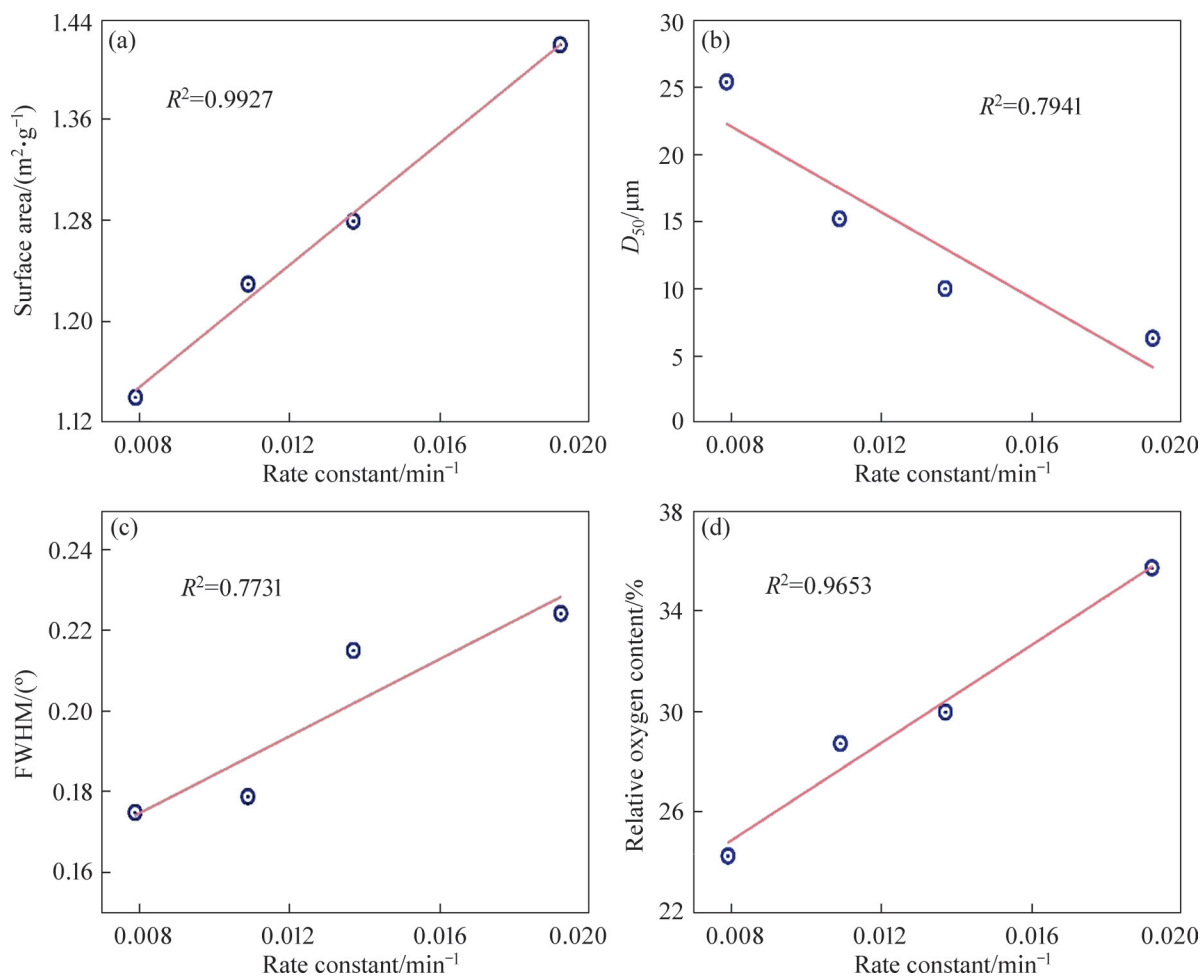 (a)
R²=0.9927
Surface area/(m²•g⁻¹)
1.44
1.36
1.28
1.20
1.12
0.008 0.012 0.016 0.020
Rate constant/min⁻¹
(b)
R²=0.7941
D₅₀/μm
30
25
20
15
10
5
0
0.008 0.012 0.016 0.020
Rate constant/min⁻¹
(c)
R²=0.7731
FWHM/(º)
0.24
0.22
0.20
0.18
0.16
0.008 0.012 0.016 0.020
Rate constant/min⁻¹
(d)
R²=0.9653
Relative oxygen content/%
38
34
30
26
22
0.008 0.012 0.016 0.020
Rate constant/min⁻¹